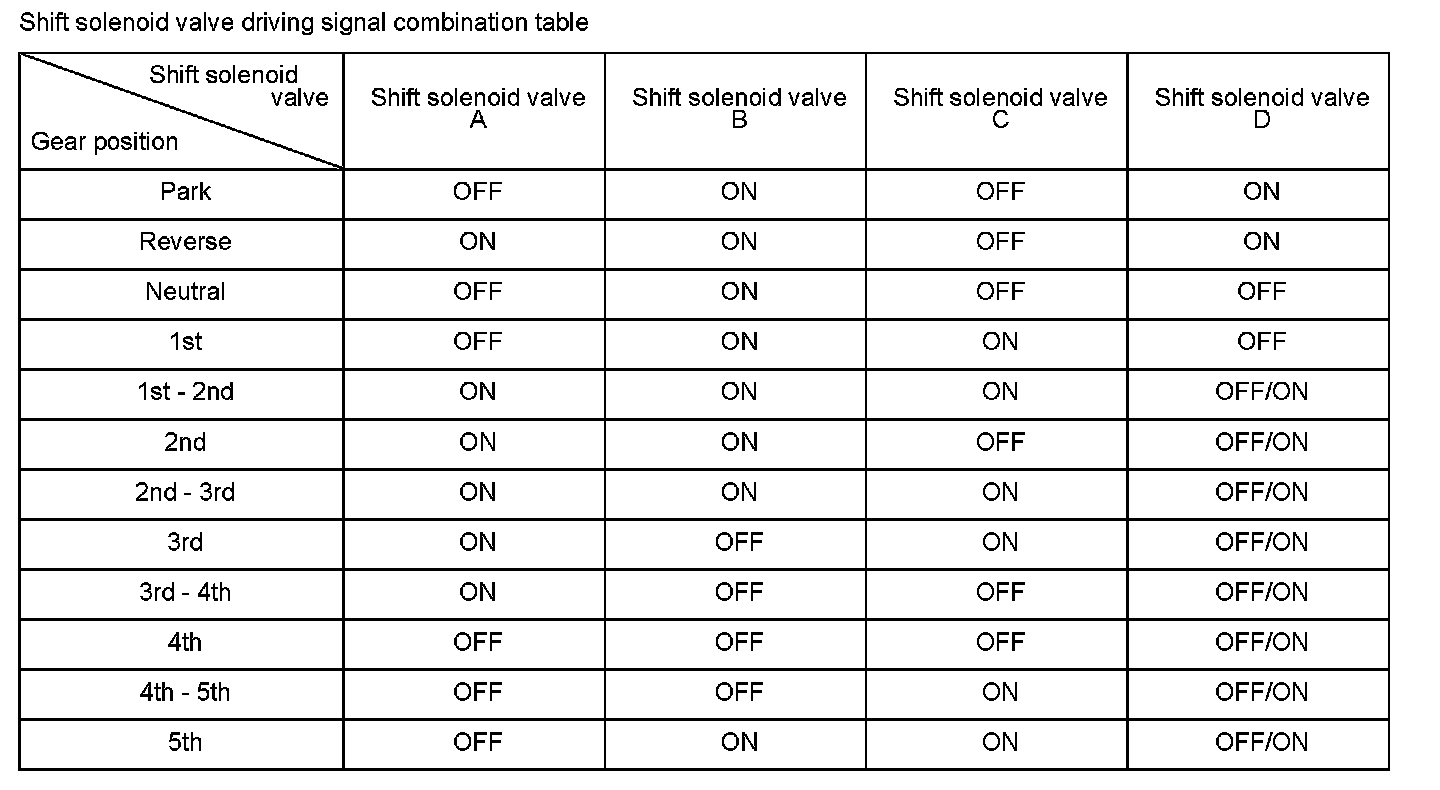 Shift solenoid valve driving signal combination table
Shift solenoid
valve
Gear position
Shift solenoid valve
A
Shift solenoid valve
B
Shift solenoid valve
C
Shift solenoid valve
D
Park OFF ON OFF ON
Reverse ON ON OFF ON
Neutral OFF ON OFF OFF
1st OFF ON ON OFF
1st - 2nd ON ON ON OFF/ON
2nd ON ON OFF OFF/ON
2nd - 3rd ON ON ON OFF/ON
3rd ON OFF ON OFF/ON
3rd - 4th ON OFF OFF OFF/ON
4th OFF OFF OFF OFF/ON
4th - 5th OFF OFF ON OFF/ON
5th OFF ON ON OFF/ON